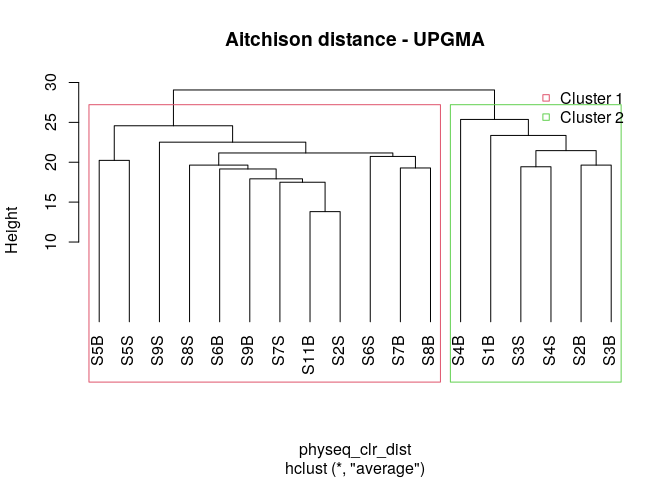 Aitchison distance - UPGMA
Height
30
25
20
15
10
Cluster 1
Cluster 2
S5B
S5S
S9S
S8S
S6B
S9B
S7S
S11B
S2S
S6S
S7B
S8B
S4B
S1B
S3S
S4S
S2B
S3B
physeq_clr_dist
hclust (*, "average")